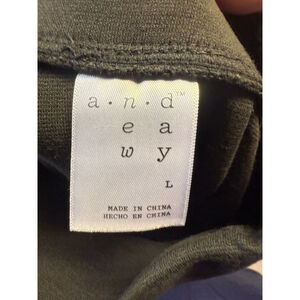 a·n·d™
e a
w y
L
MADE IN CHINA
HECHO EN CHINA